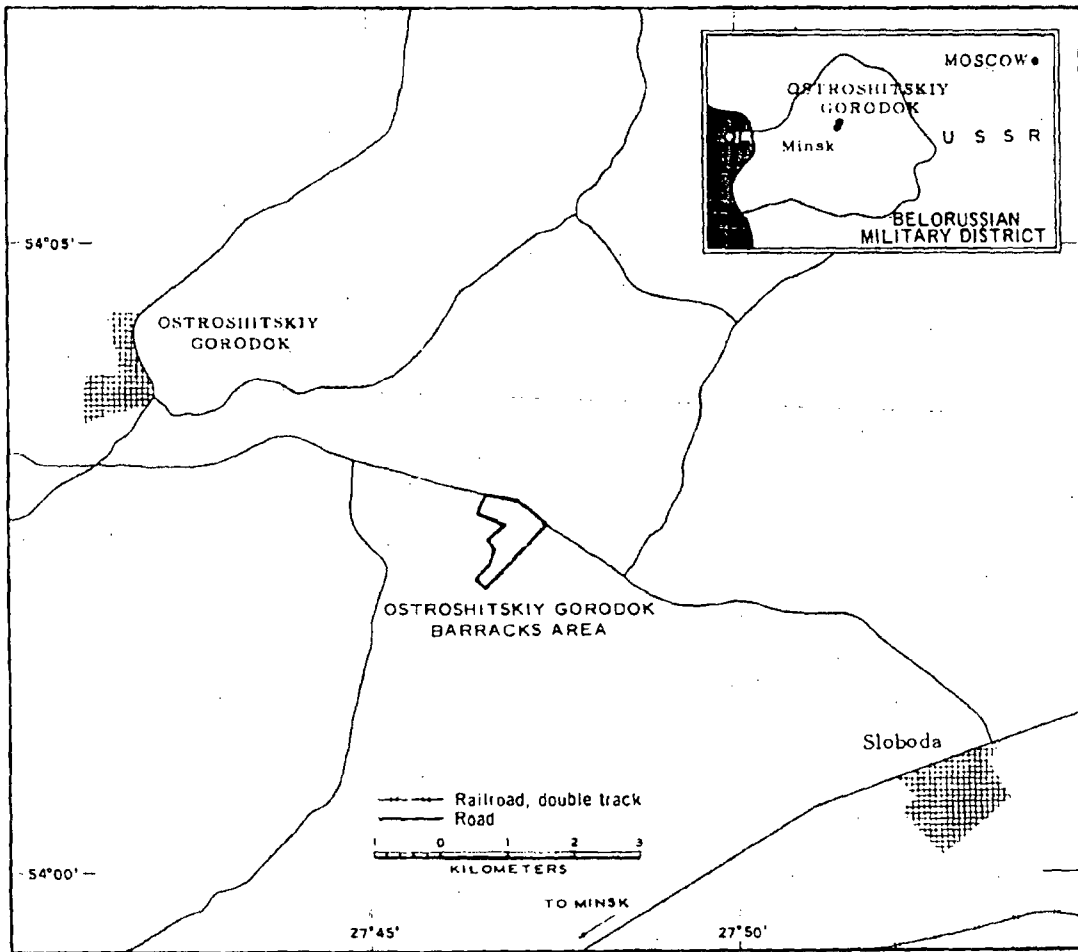 MOSCOW
OSTROSHITSKIY
GORODOK
Minsk
U S S R
BELORUSSIAN
MILITARY DISTRICT
54°05'
OSTROSHITSKIY
GORODOK
OSTROSHITSKIY GORODOK
BARRACKS AREA
Sloboda
Railroad, double track
Road
1 0 1 2 3
KILOMETERS
54°00'
TO MINSK
27°45'
27°50'